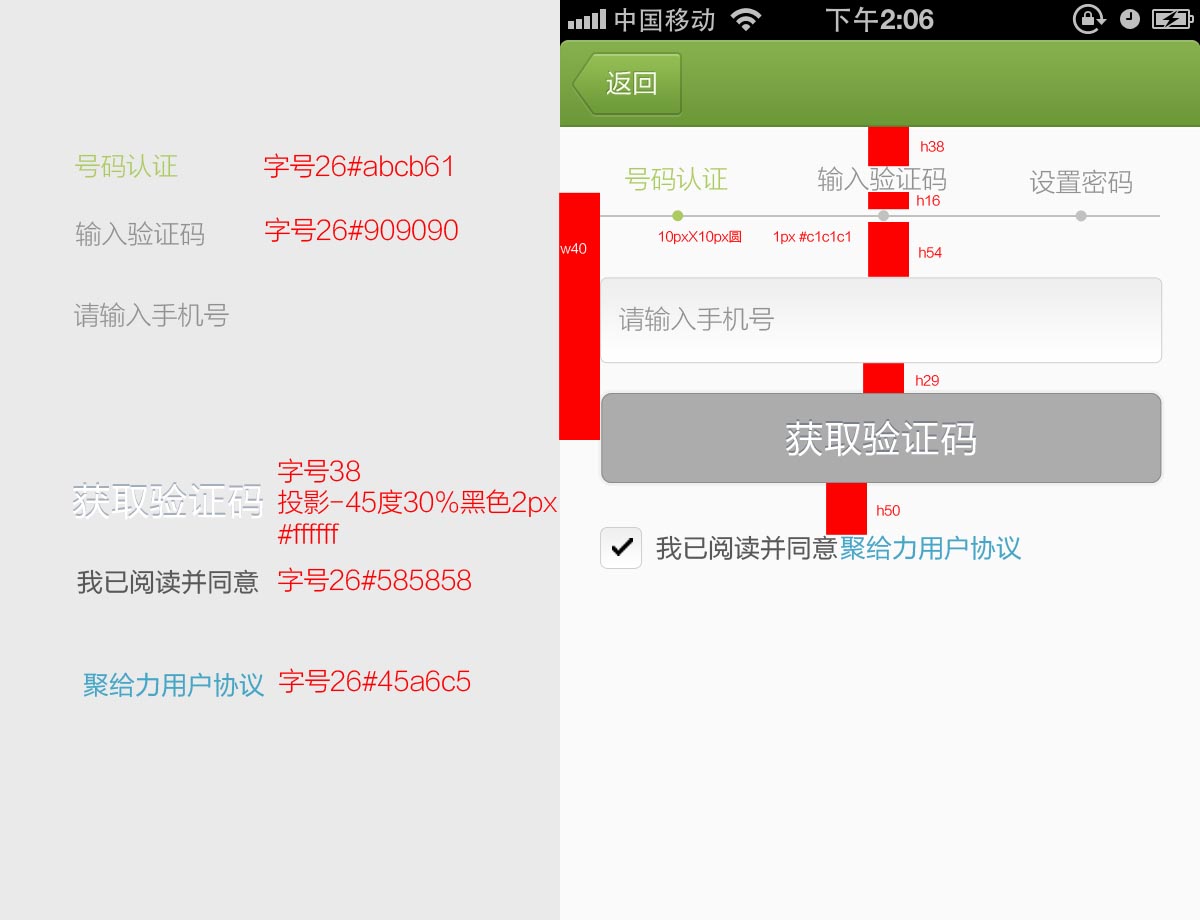 号码认证 字号26#abcb61
输入验证码 字号26#909090
请输入手机号
获取验证码 字号38
投影-45度30%黑色2px
#ffffff
我已阅读并同意 字号26#585858
聚给力用户协议 字号26#45a6c5
中国移动 下午2:06
返回
h38
号码认证 输入验证码 设置密码
h16
10pxX10px圆 1px #c1c1c1
w40
h54
请输入手机号
h29
获取验证码
h50
我已阅读并同意聚给力用户协议